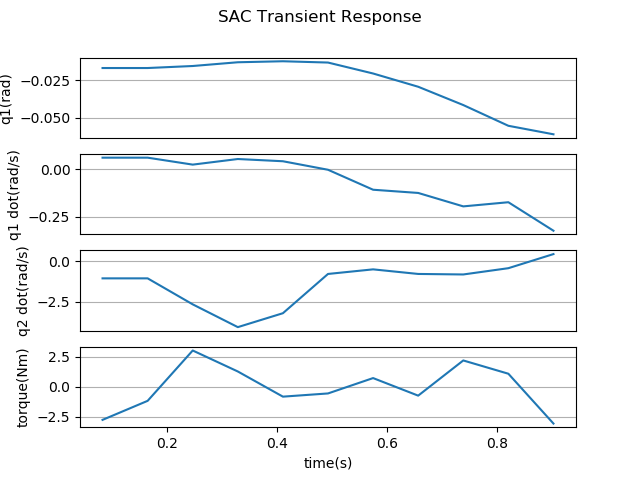 SAC Transient Response
q1(rad)
−0.025
−0.050
q1 dot(rad/s)
0.00
−0.25
q2 dot(rad/s)
0.0
−2.5
torque(Nm)
2.5
0.0
−2.5
0.2 0.4 0.6 0.8
time(s)